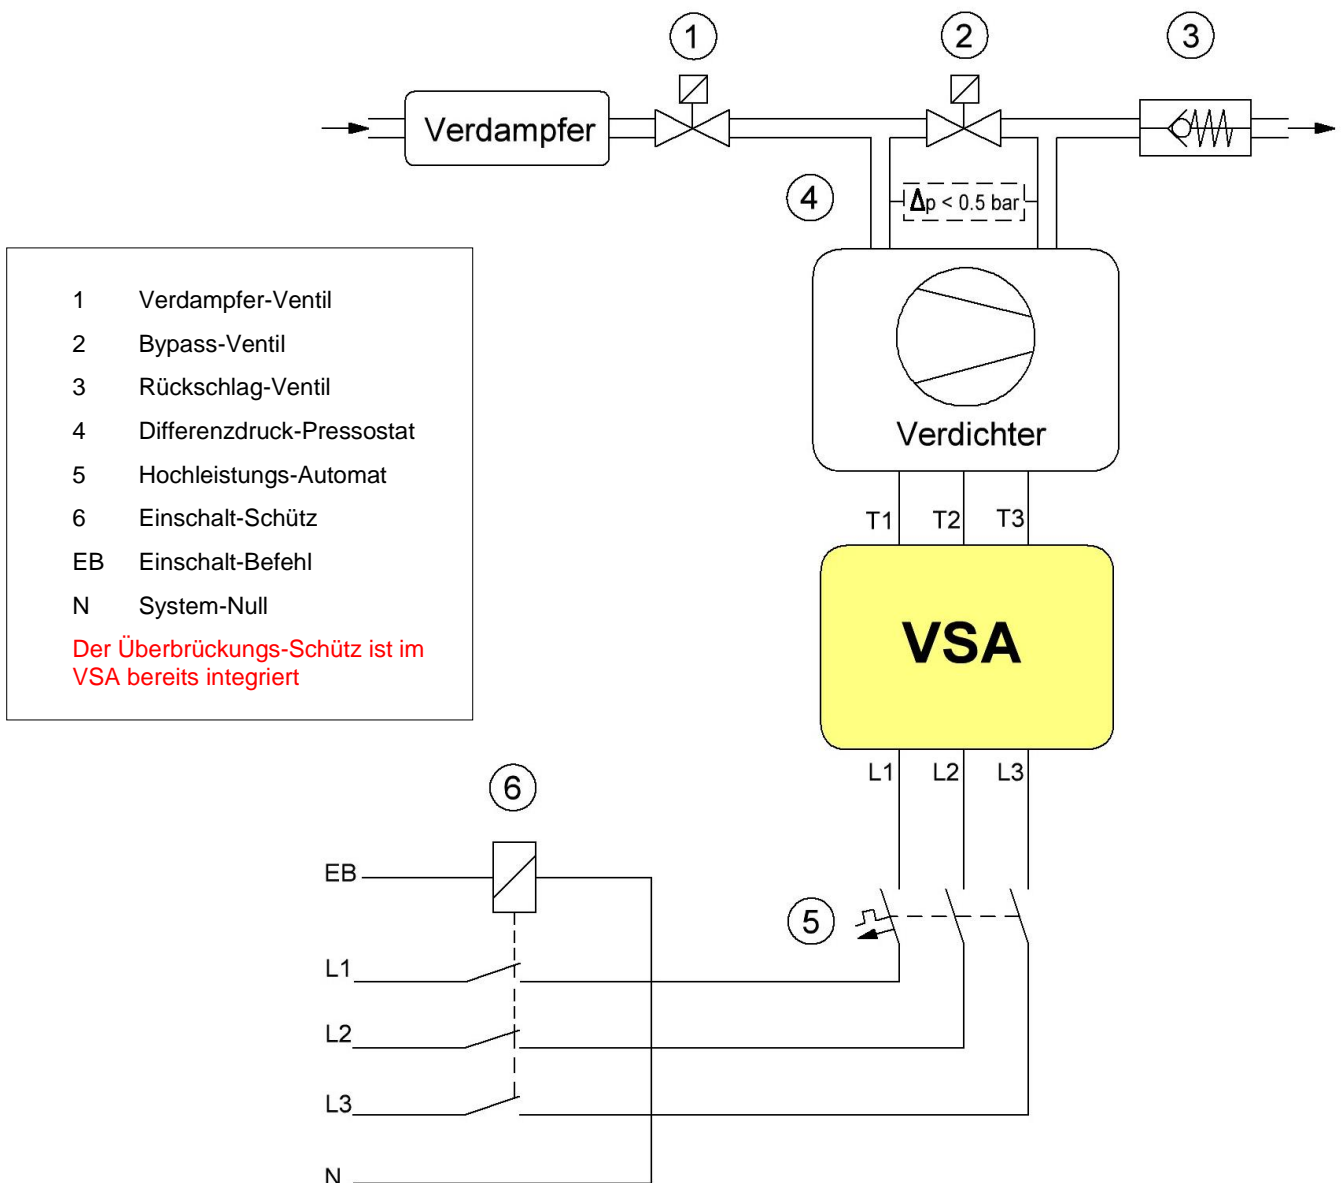 1
2
3
Verdampfer
4
Δp < 0.5 bar
1 Verdampfer-Ventil
2 Bypass-Ventil
3 Rückschlag-Ventil
4 Differenzdruck-Pressostat
5 Hochleistungs-Automat
6 Einschalt-Schütz
EB Einschalt-Befehl
N System-Null
Der Überbrückungs-Schütz ist im
VSA bereits integriert
Verdichter
T1 T2 T3
VSA
L1 L2 L3
6
EB
5
L1
L2
L3
N